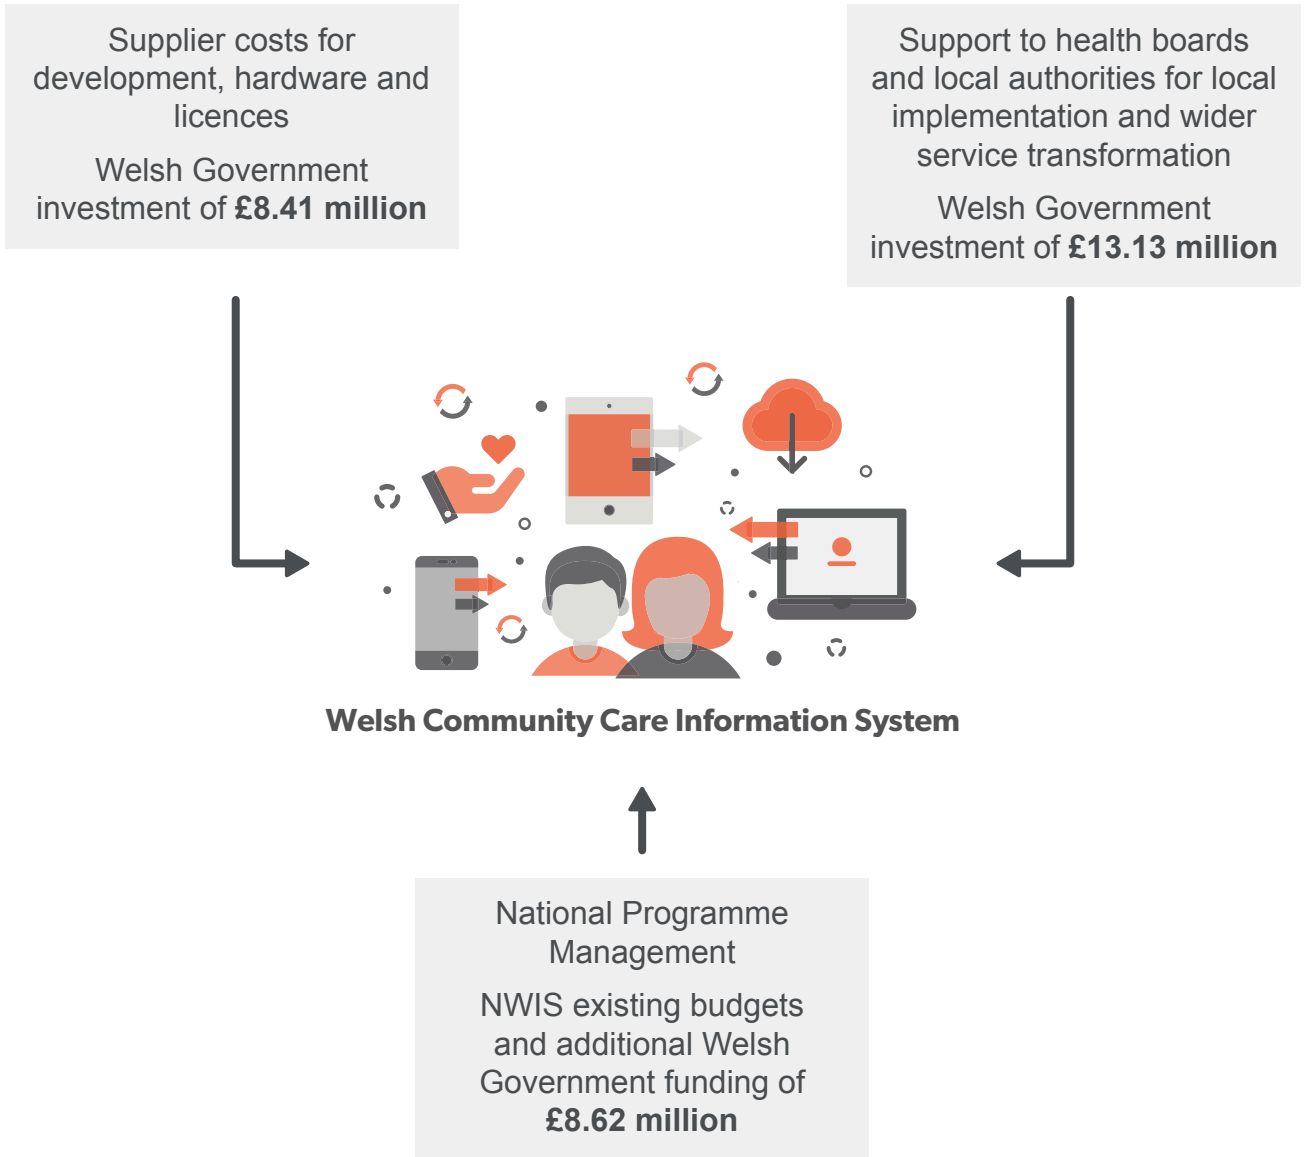 Supplier costs for
development, hardware and
licences
Welsh Government
investment of £8.41 million
Support to health boards
and local authorities for local
implementation and wider
service transformation
Welsh Government
investment of £13.13 million
Welsh Community Care Information System
National Programme
Management
NWIS existing budgets
and additional Welsh
Government funding of
£8.62 million